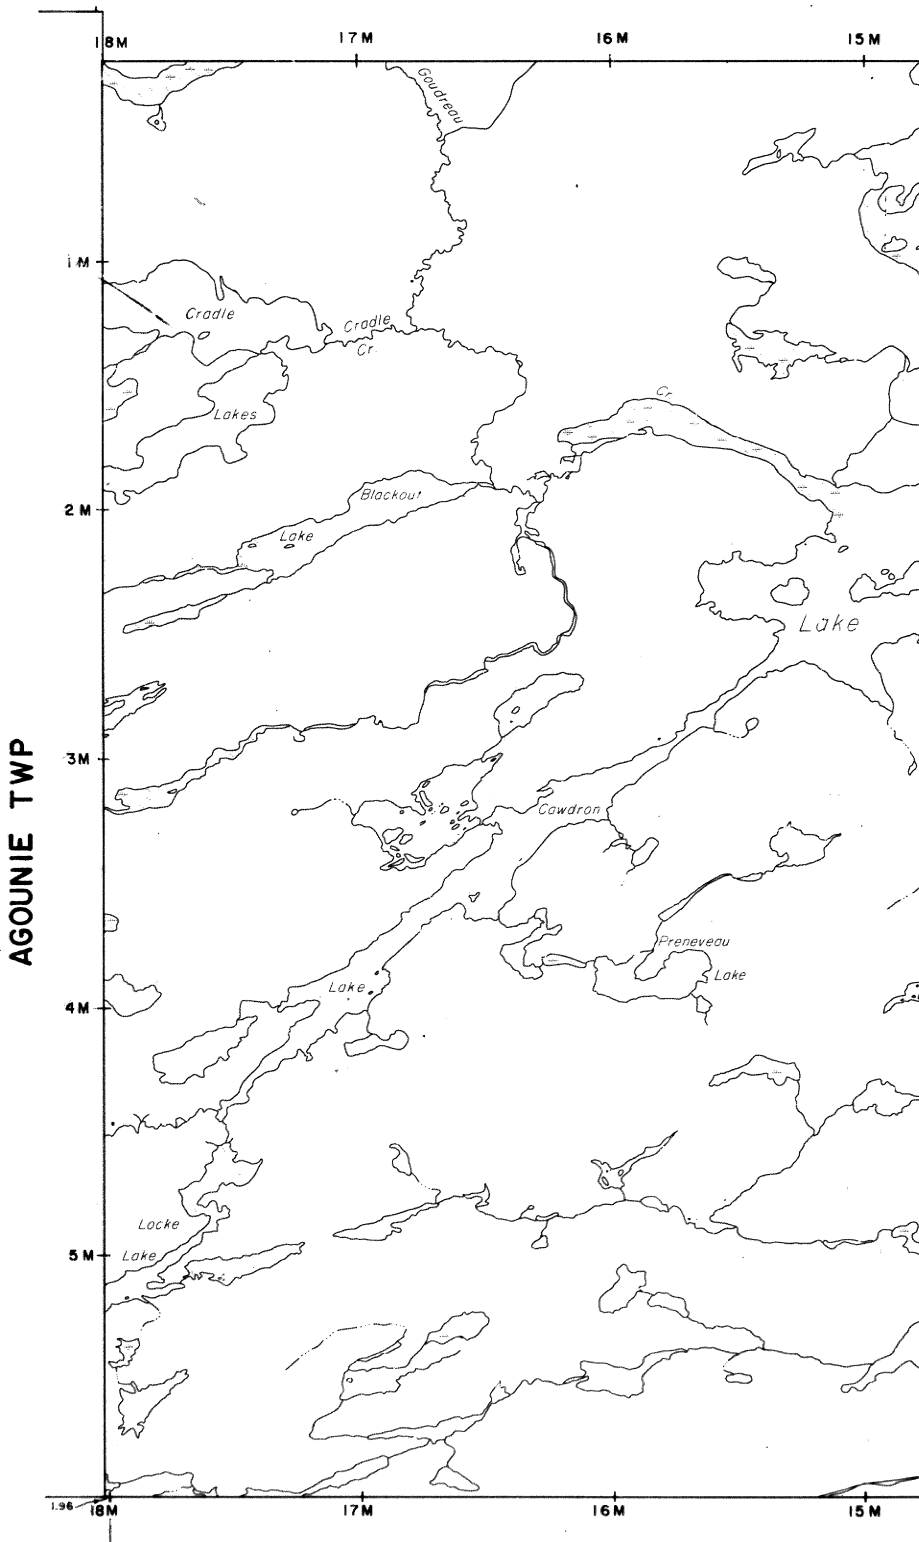 18M 17M 16M 15M
Goudreau
1M
Cradle
Cradle
Cr.
Cr
Lakes
Blackout
2M
Lake
Lake
AGOUNIE TWP
3M
Cawdron
Preneveau
Lake
Lake
4M
Locke
Lake
5M
1.96
18M 17M 16M 15M